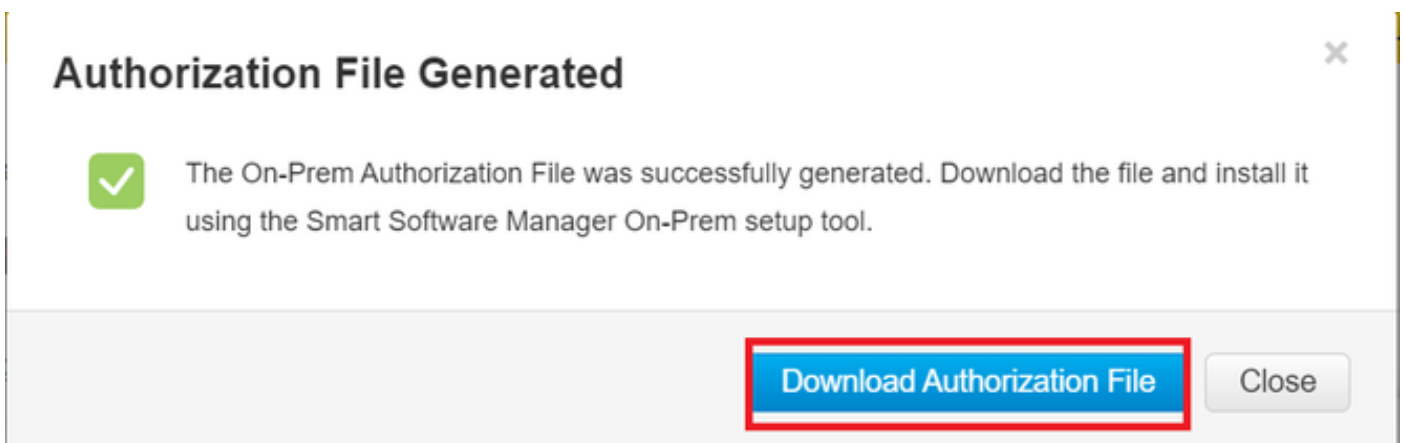 Authorization File Generated
The On-Prem Authorization File was successfully generated. Download the file and install it
using the Smart Software Manager On-Prem setup tool.
Download Authorization File
Close